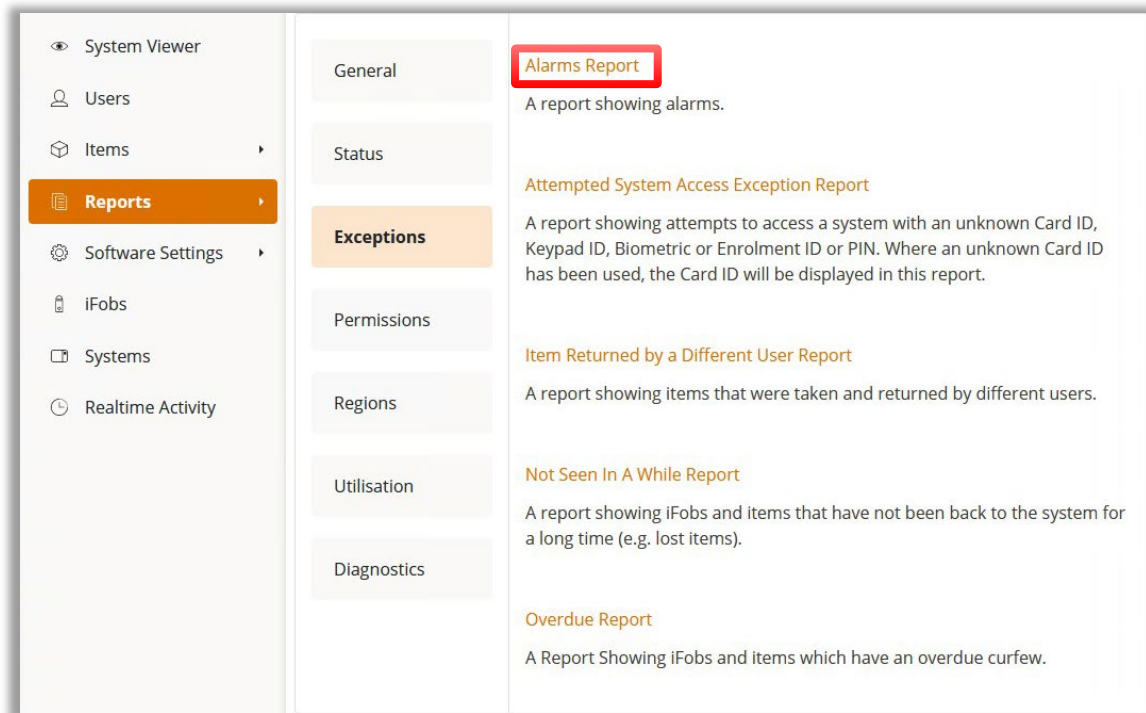 System Viewer
Users
Items
Reports
Software Settings
iFobs
Systems
Realtime Activity
General
Status
Exceptions
Permissions
Regions
Utilisation
Diagnostics
Alarms Report
A report showing alarms.
Attempted System Access Exception Report
A report showing attempts to access a system with an unknown Card ID,
Keypad ID, Biometric or Enrolment ID or PIN. Where an unknown Card ID
has been used, the Card ID will be displayed in this report.
Item Returned by a Different User Report
A report showing items that were taken and returned by different users.
Not Seen In A While Report
A report showing iFobs and items that have not been back to the system for
a long time (e.g. lost items).
Overdue Report
A Report Showing iFobs and items which have an overdue curfew.